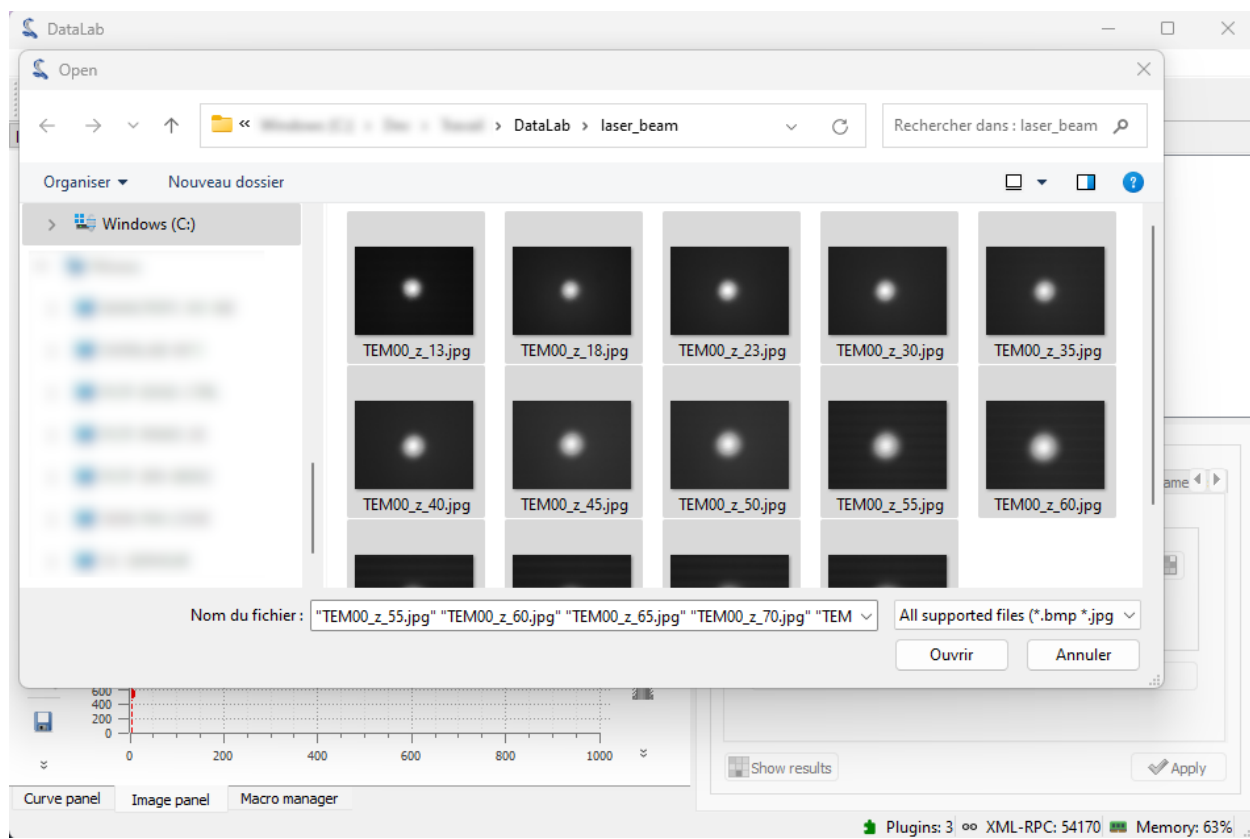 DataLab
Open
« DataLab > laser_beam
Rechercher dans : laser_beam
Organiser Nouveau dossier
Windows (C:)
TEM00_z_13.jpg TEM00_z_18.jpg TEM00_z_23.jpg TEM00_z_30.jpg TEM00_z_35.jpg
TEM00_z_40.jpg TEM00_z_45.jpg TEM00_z_50.jpg TEM00_z_55.jpg TEM00_z_60.jpg
ame
Nom du fichier : "TEM00_z_55.jpg" "TEM00_z_60.jpg" "TEM00_z_65.jpg" "TEM00_z_70.jpg" "TEM
All supported files (*.bmp *.jpg
Ouvrir Annuler
600
400
200
0
0 200 400 600 800 1000
Show results Apply
Curve panel Image panel Macro manager
Plugins: 3 XML-RPC: 54170 Memory: 63%